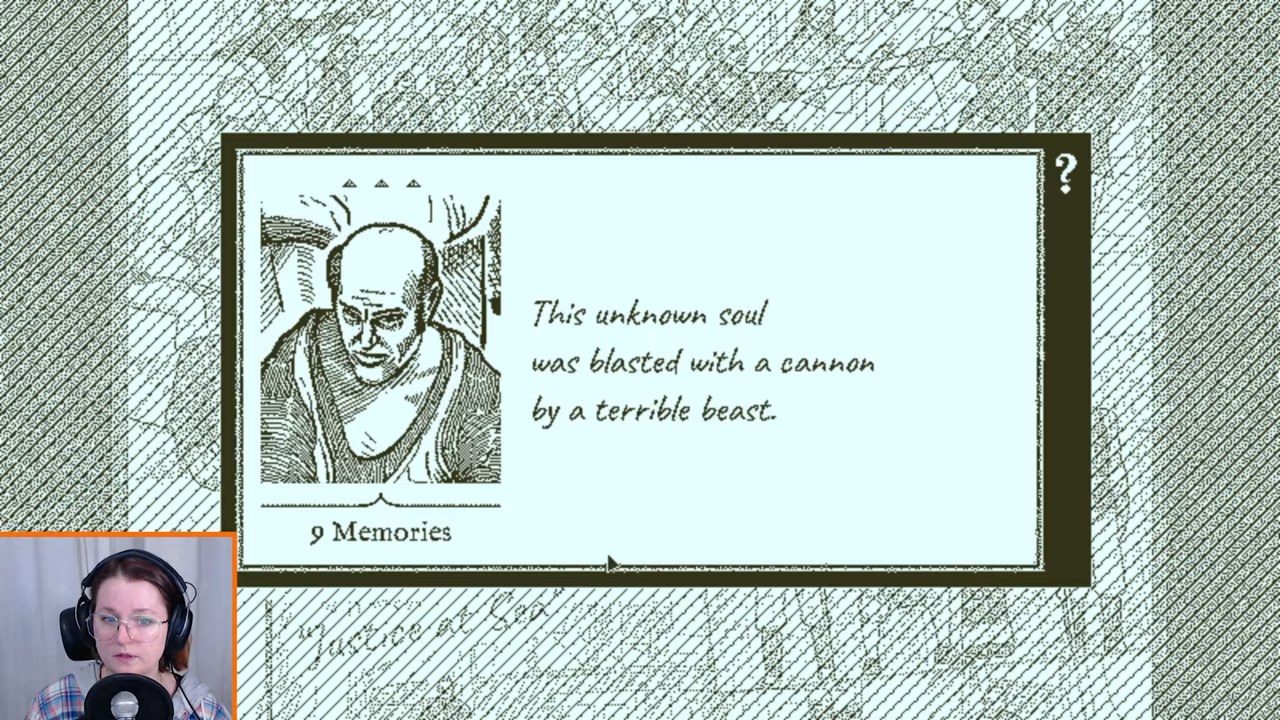 ?
This unknown soul
was blasted with a cannon
by a terrible beast.
9 Memories
"Justice at Sea"